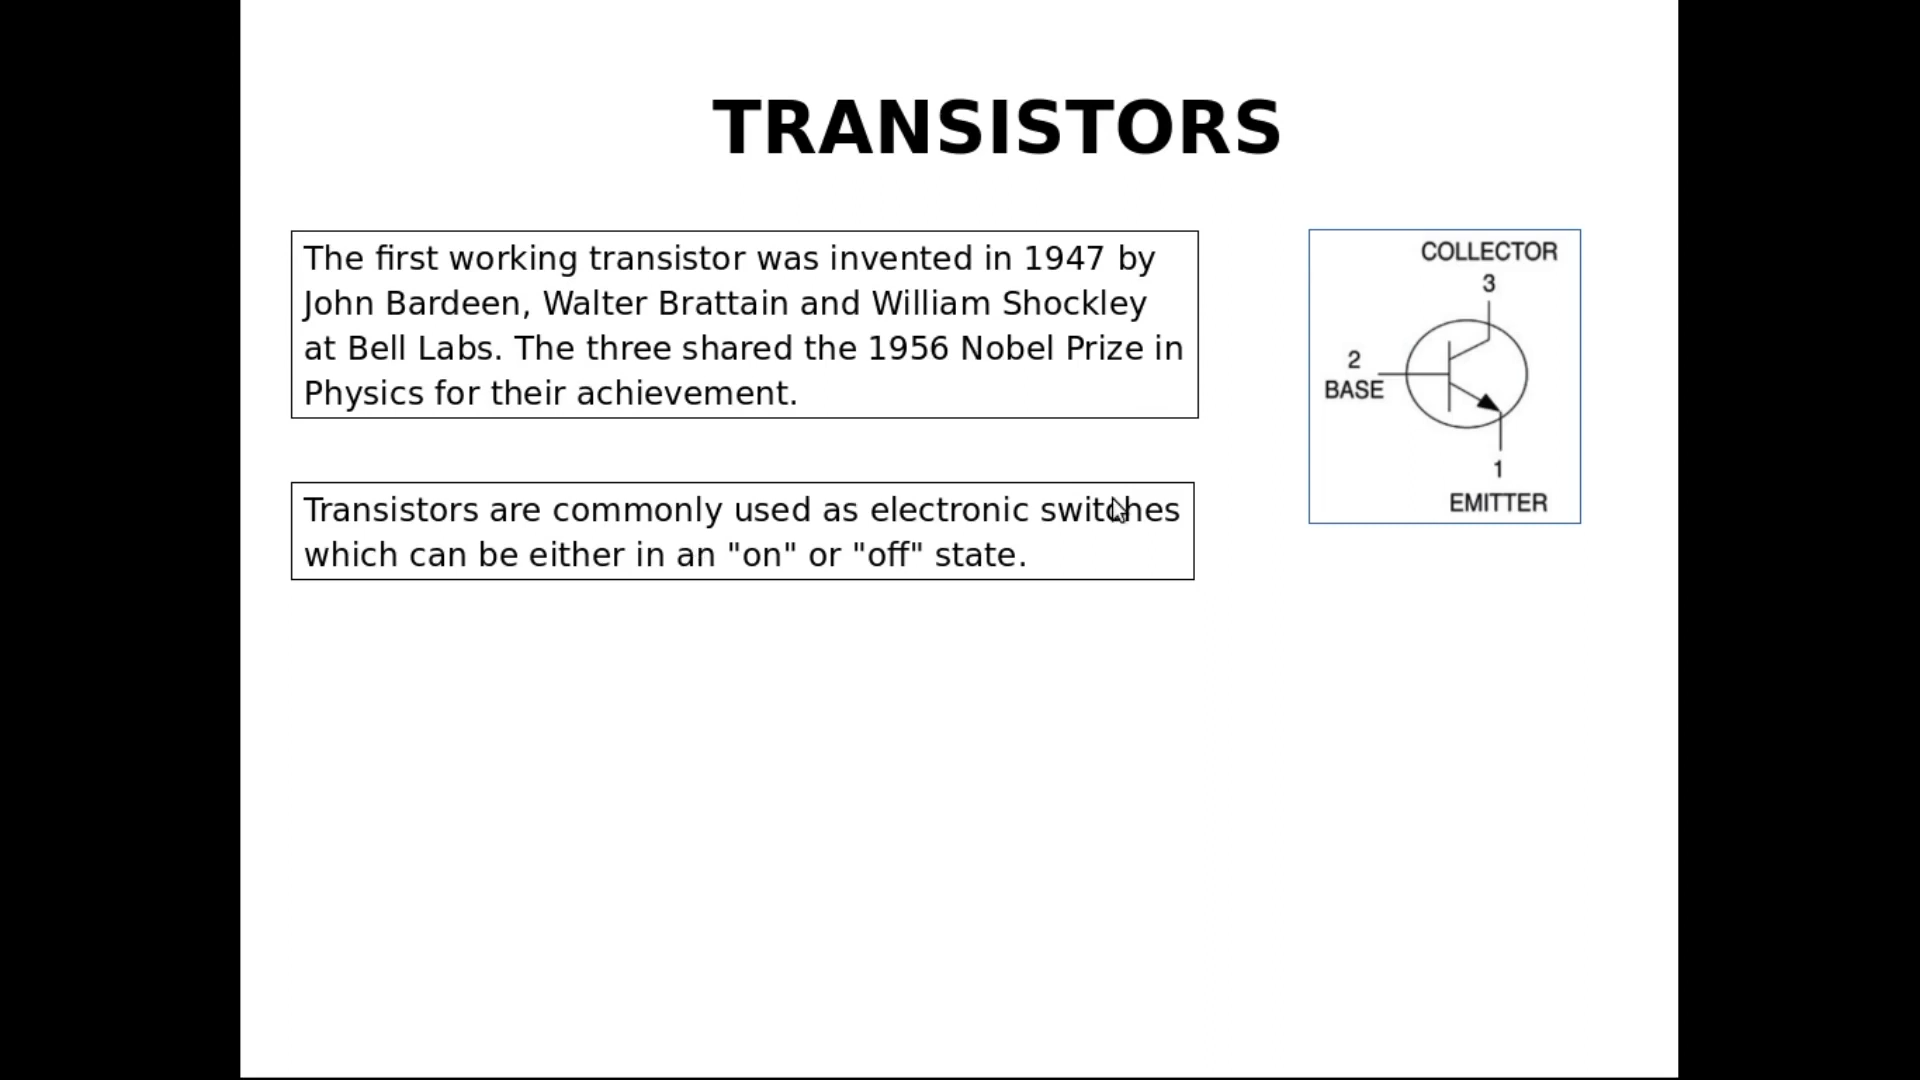 TRANSISTORS
The first working transistor was invented in 1947 by
John Bardeen, Walter Brattain and William Shockley
at Bell Labs. The three shared the 1956 Nobel Prize in
Physics for their achievement.
Transistors are commonly used as electronic switches
which can be either in an "on" or "off" state.
COLLECTOR
3
2
BASE
1
EMITTER